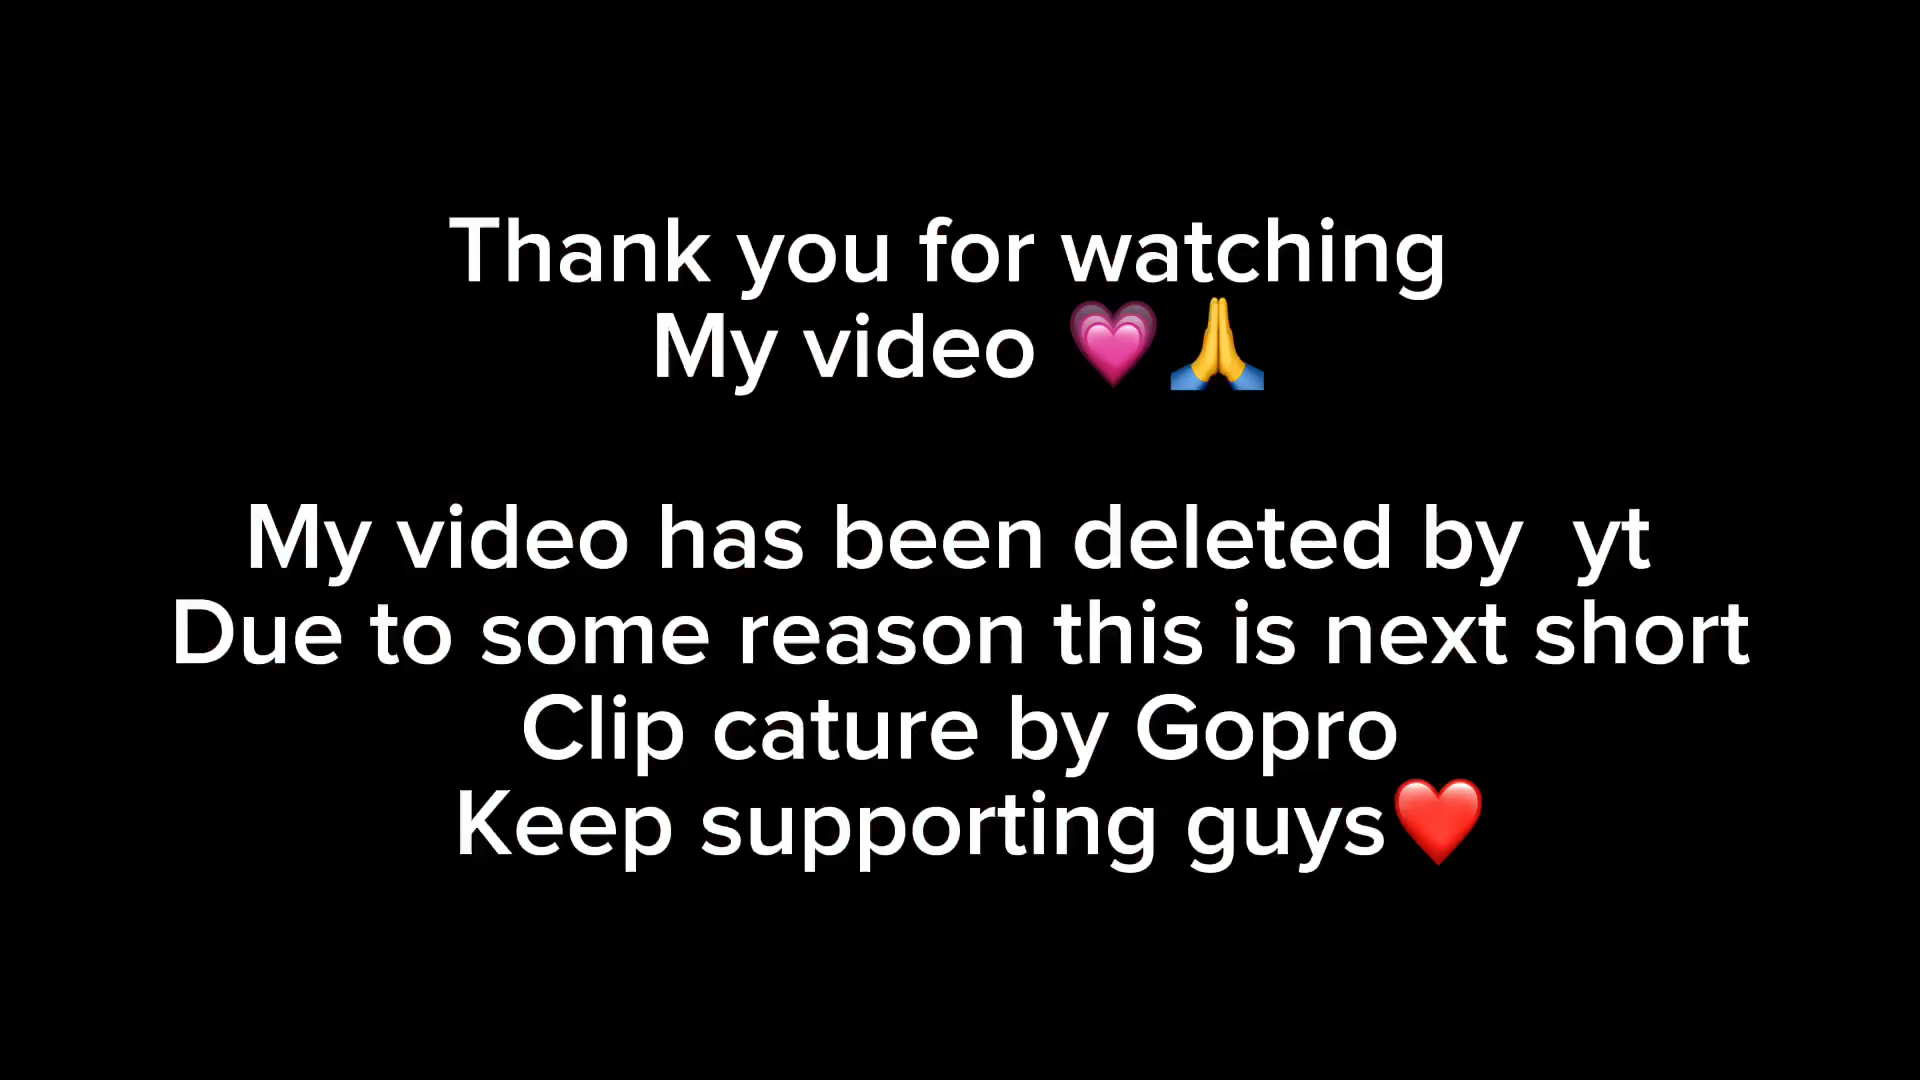 Thank you for watching
My video 💗🙏
My video has been deleted by  yt
Due to some reason this is next short
Clip cature by Gopro
Keep supporting guys❤️